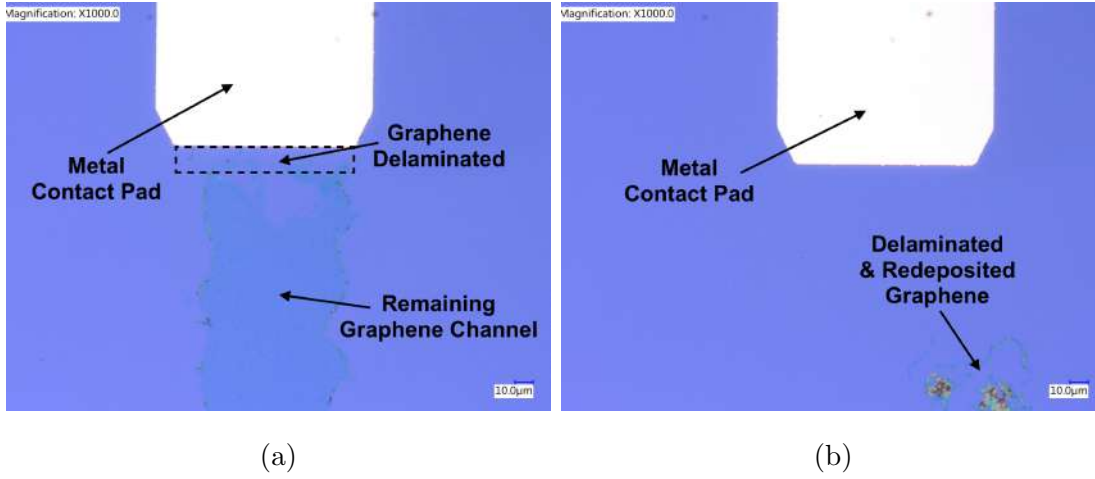 Magnification: X1000.0
Graphene
Delaminated
Metal
Contact Pad
Remaining
Graphene Channel
10.0µm
Magnification: X1000.0
Metal
Contact Pad
Delaminated
& Redeposited
Graphene
10.0µm
(a)
(b)